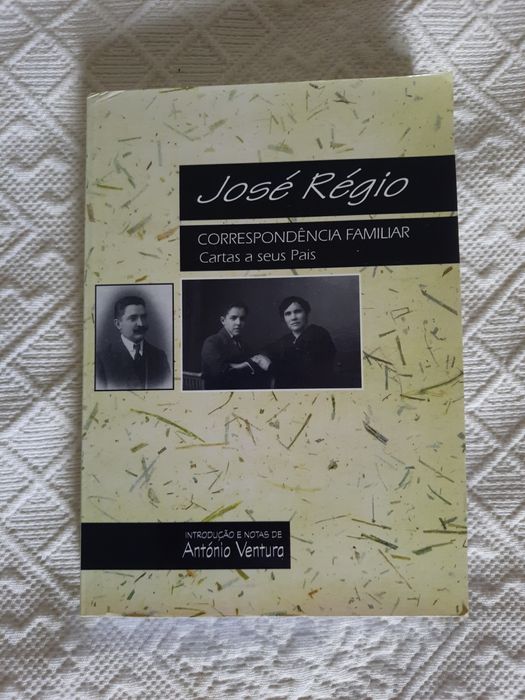 José Régio
CORRESPONDÊNCIA FAMILIAR
Cartas a seus Pais
INTRODUÇÃO E NOTAS DE
António Ventura